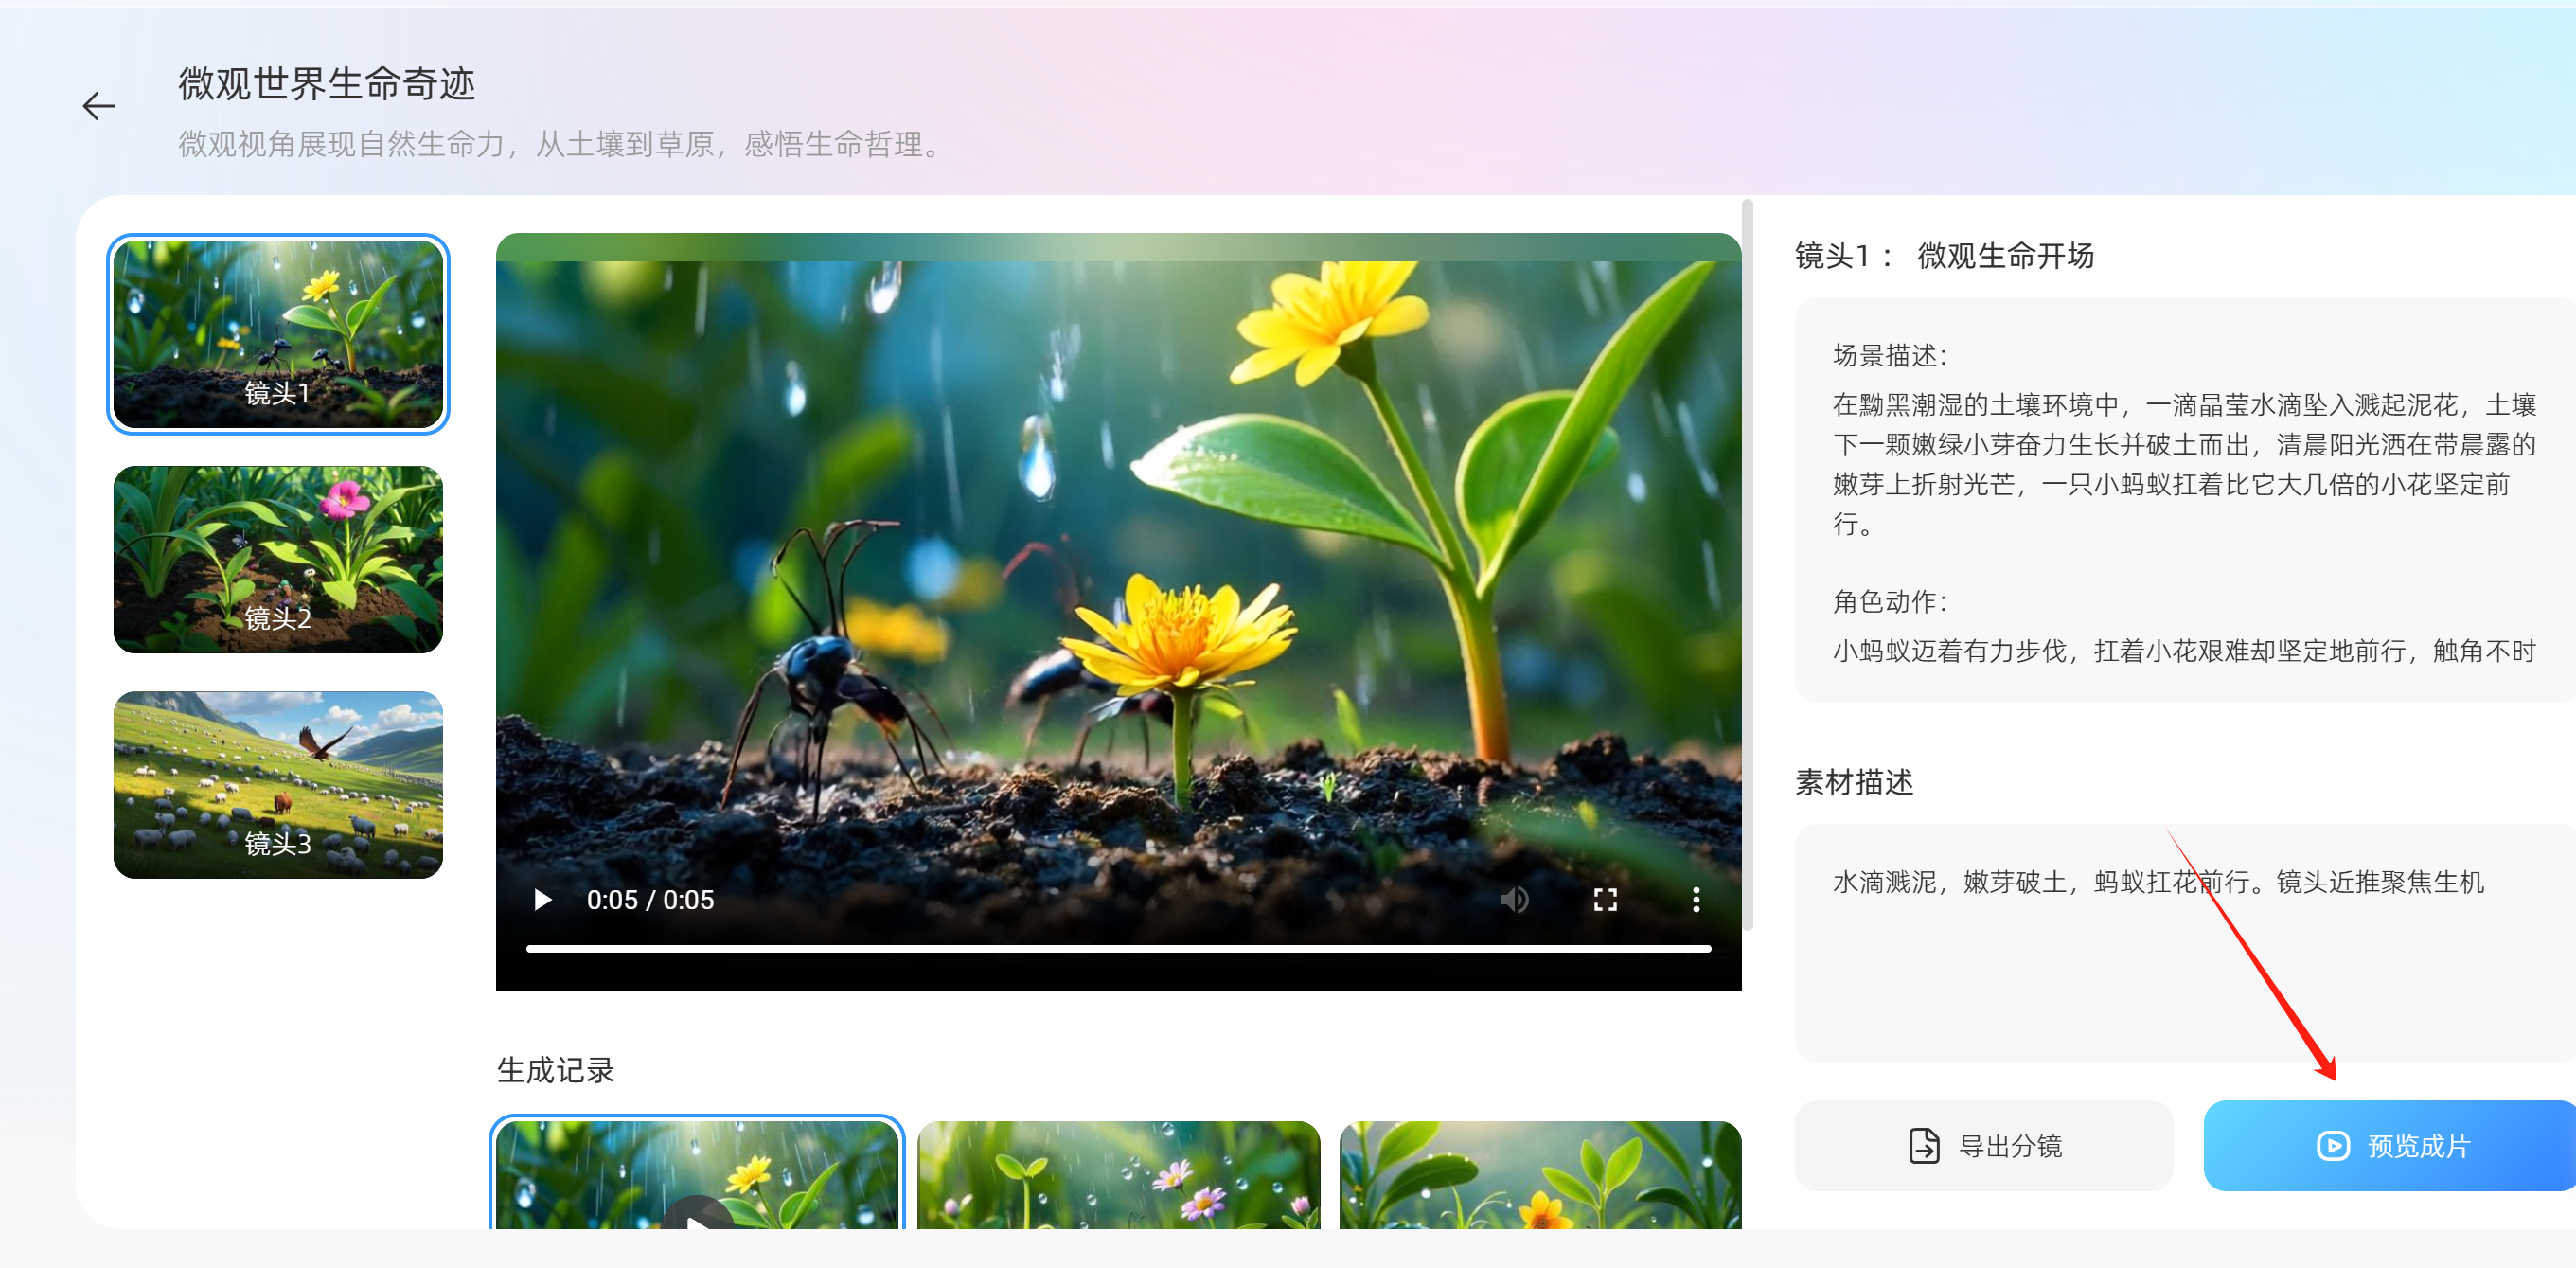 微观世界生命奇迹
微观视角展现自然生命力，从土壤到草原，感悟生命哲理。
镜头1
镜头2
镜头3
0:05 / 0:05
生成记录
镜头1： 微观生命开场
场景描述：
在黝黑潮湿的土壤环境中，一滴晶莹水滴坠入溅起泥花，土壤
下一颗嫩绿小芽奋力生长并破土而出，清晨阳光洒在带晨露的
嫩芽上折射光芒，一只小蚂蚁扛着比它大几倍的小花坚定前
行。
角色动作：
小蚂蚁迈着有力步伐，扛着小花艰难却坚定地前行，触角不时
素材描述
水滴溅泥，嫩芽破土，蚂蚁扛花前行。镜头近推聚焦生机
导出分镜
预览成片